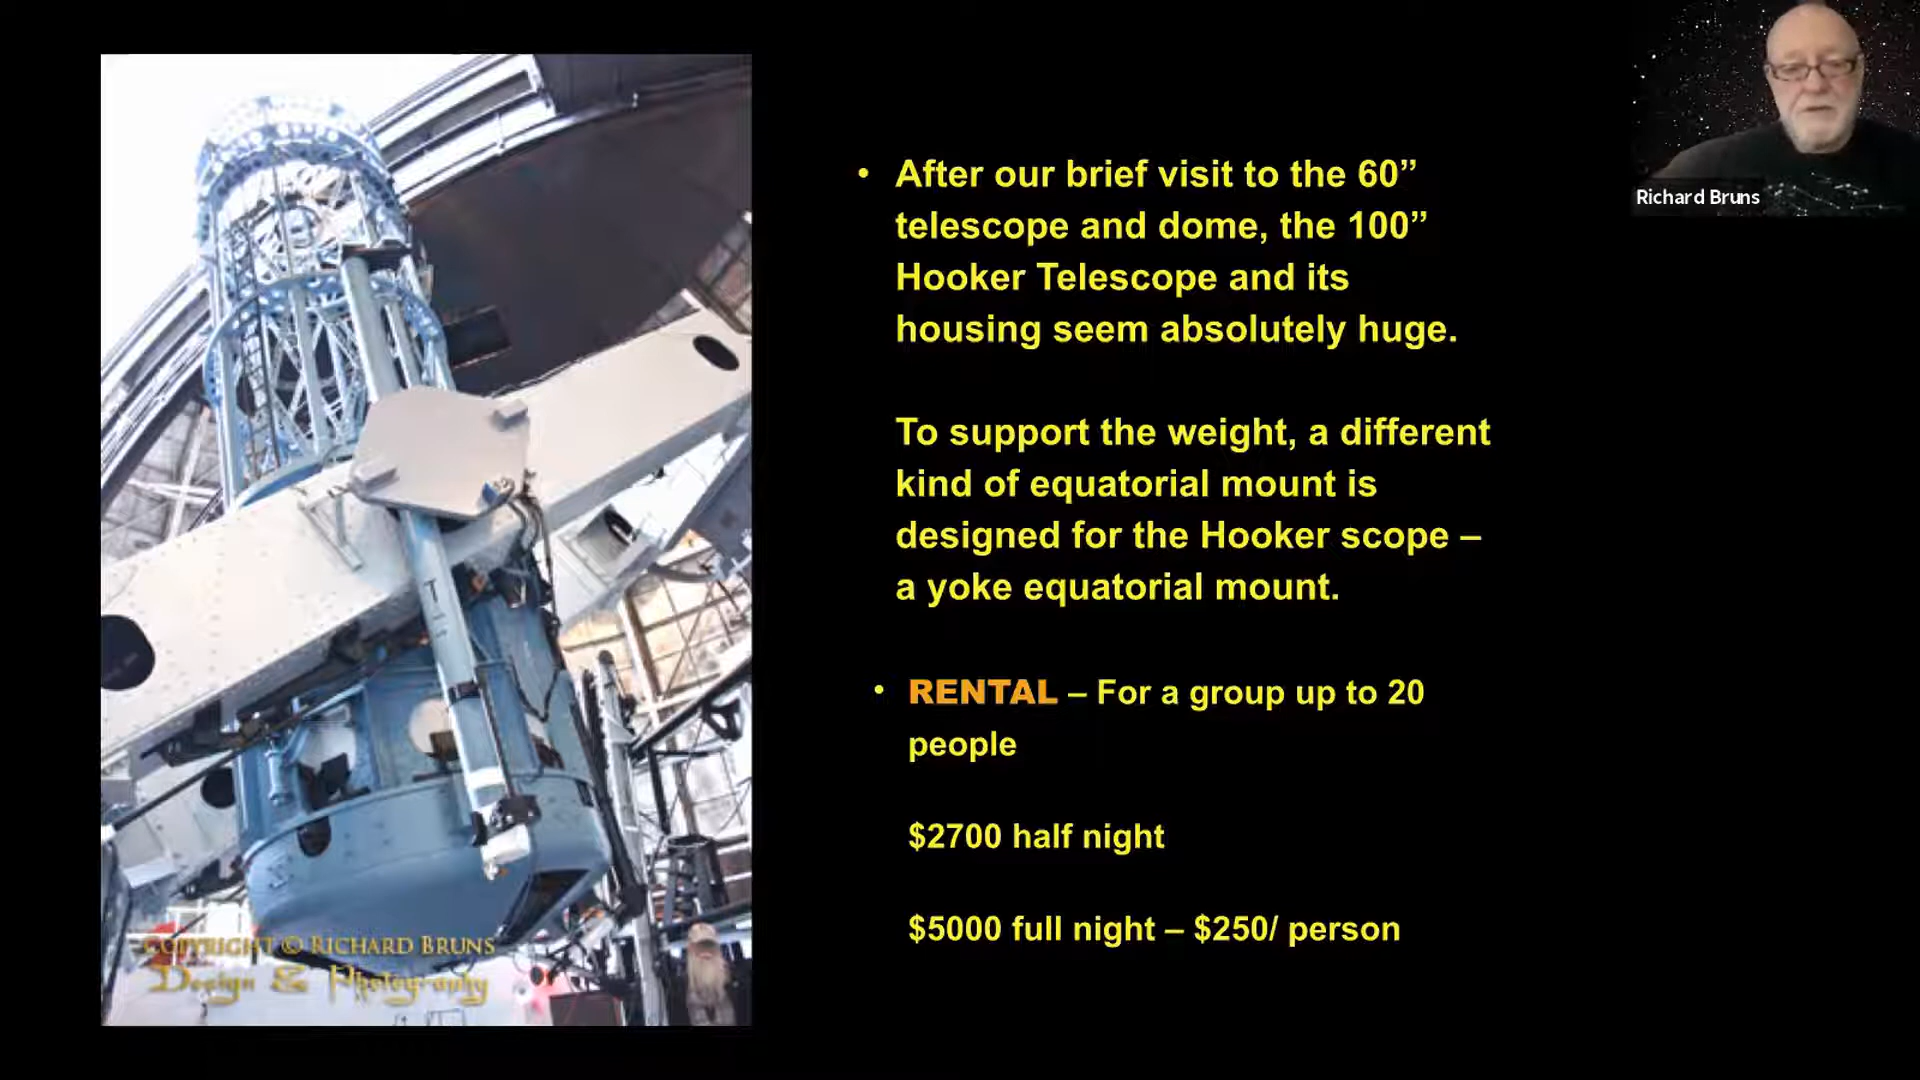 Richard Bruns
• After our brief visit to the 60”
telescope and dome, the 100”
Hooker Telescope and its
housing seem absolutely huge.
To support the weight, a different
kind of equatorial mount is
designed for the Hooker scope –
a yoke equatorial mount.
• RENTAL – For a group up to 20
people
$2700 half night
$5000 full night – $250/ person
COPYRIGHT © RICHARD BRUNS
Design & Photography